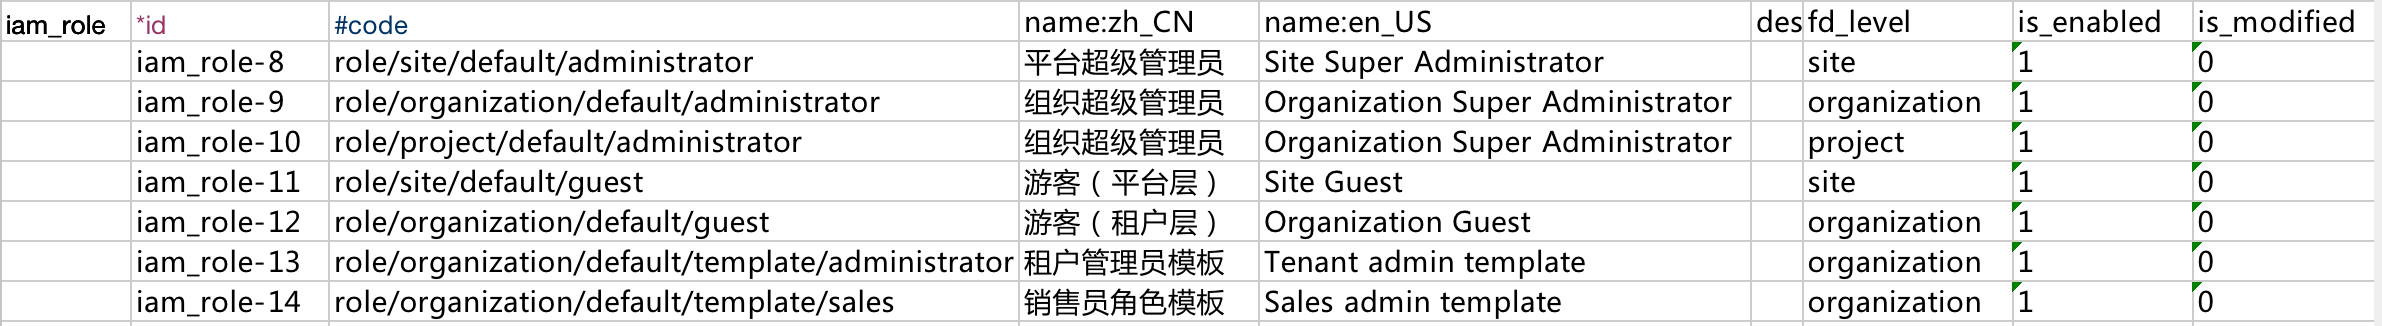 iam_role *id #code name:zh_CN name:en_US des fd_level is_enabled is_modified
iam_role-8 role/site/default/administrator 平台超级管理员 Site Super Administrator site 1 0
iam_role-9 role/organization/default/administrator 组织超级管理员 Organization Super Administrator organization 1 0
iam_role-10 role/project/default/administrator 组织超级管理员 Organization Super Administrator project 1 0
iam_role-11 role/site/default/guest 游客（平台层） Site Guest site 1 0
iam_role-12 role/organization/default/guest 游客（租户层） Organization Guest organization 1 0
iam_role-13 role/organization/default/template/administrator 租户管理员模板 Tenant admin template organization 1 0
iam_role-14 role/organization/default/template/sales 销售员角色模板 Sales admin template organization 1 0